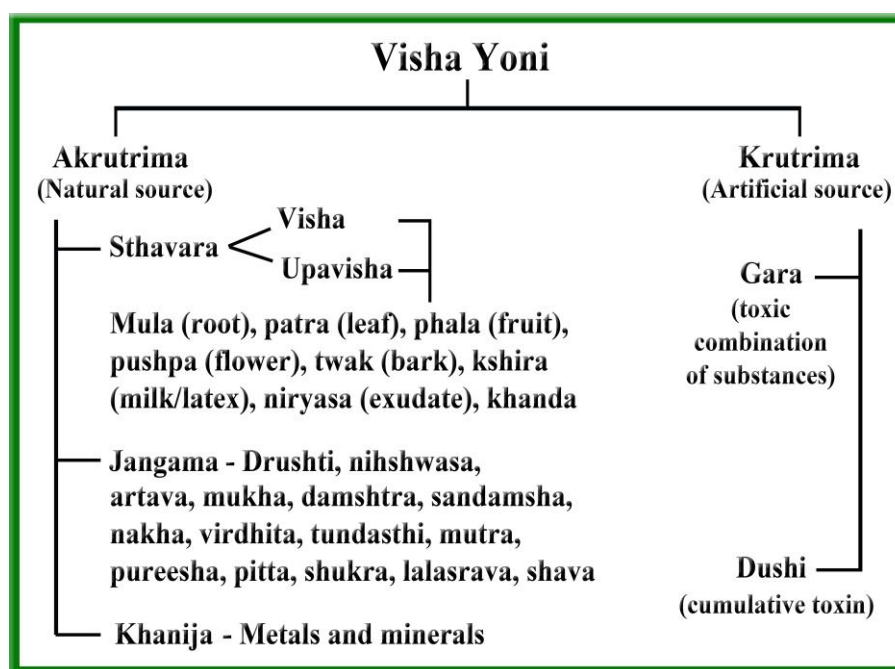 Visha Yoni
Akrutrima
(Natural source)
Sthavara
Visha
Upavisha
Mula (root), patra (leaf), phala (fruit),
pushpa (flower), twak (bark), kshira
(milk/latex), niryasa (exudate), khanda
Jangama - Drushti, nihshwasa,
artava, mukha, damshtra, sandamsha,
nakha, virdhita, tundasthi, mutra,
pureesha, pitta, shukra, lalasrava, shava
Khanija - Metals and minerals
Krutrima
(Artificial source)
Gara
(toxic
combination
of substances)
Dushi
(cumulative toxin)